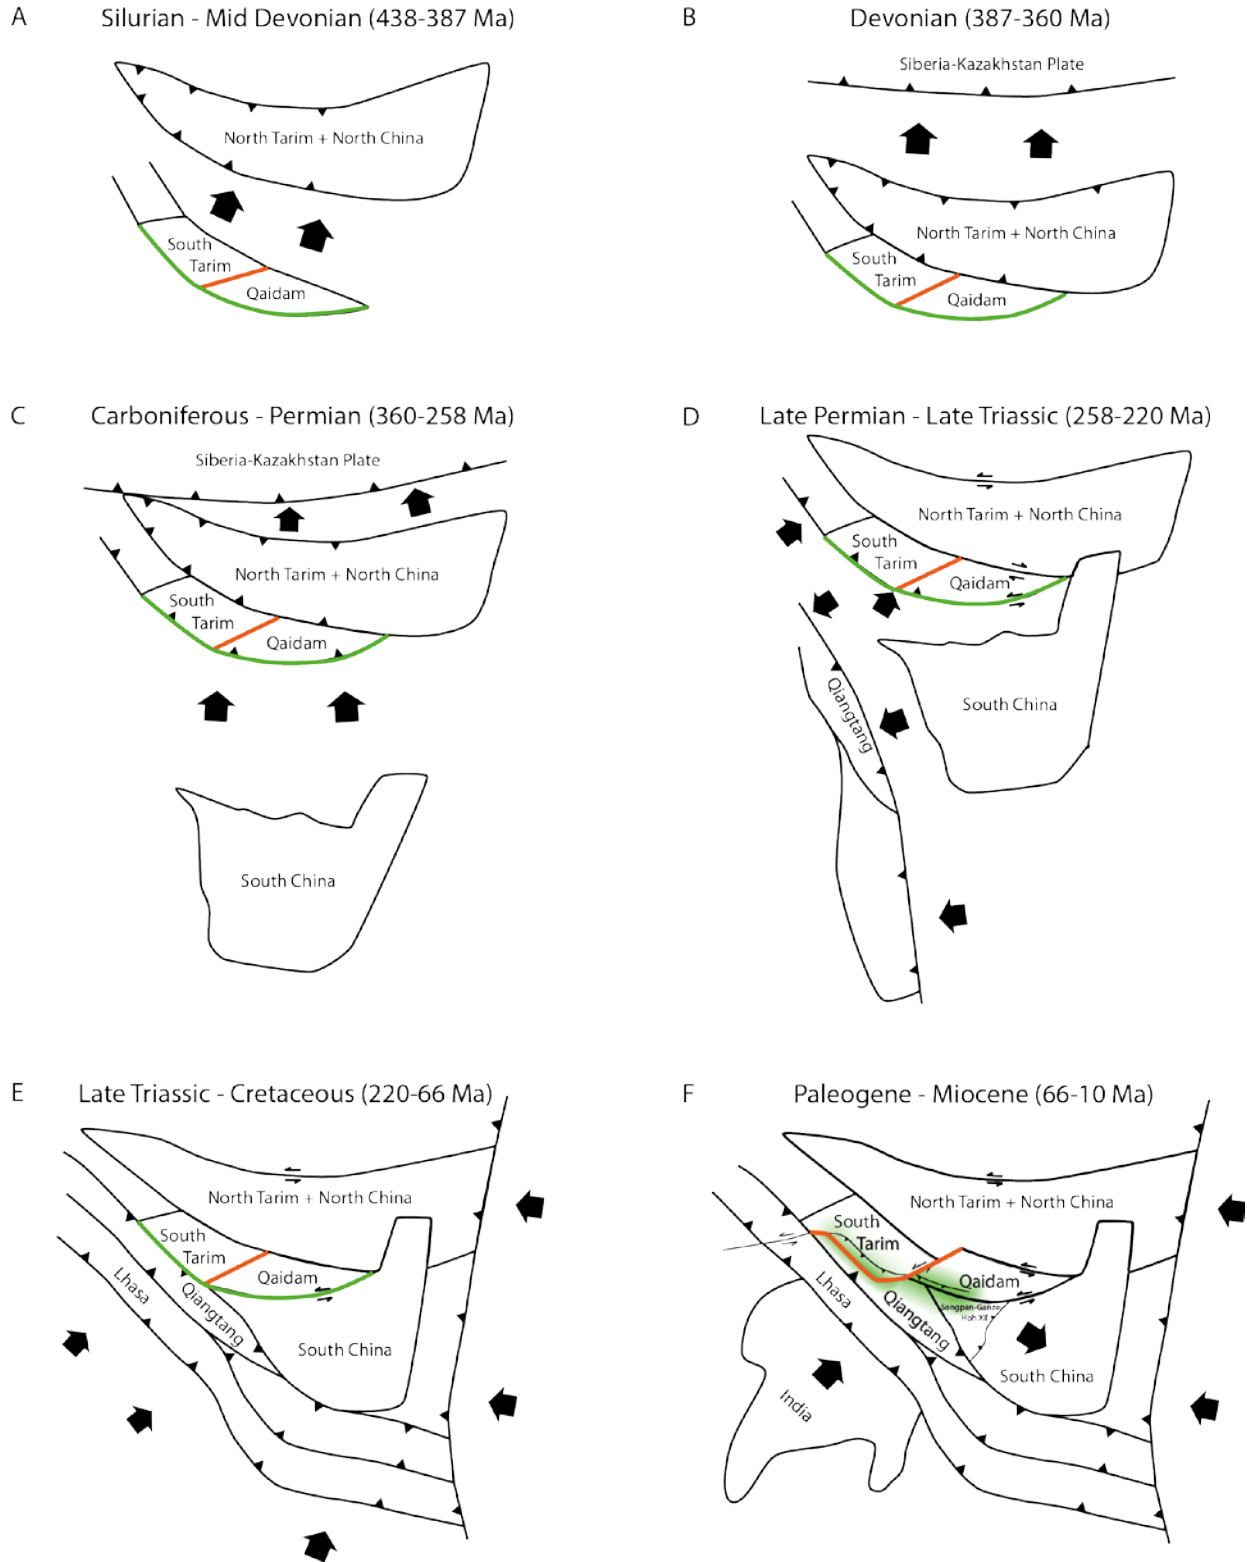 A Silurian - Mid Devonian (438-387 Ma)
North Tarim + North China
South
Tarim
Qaidam
B Devonian (387-360 Ma)
Siberia-Kazakhstan Plate
North Tarim + North China
South
Tarim
Qaidam
C Carboniferous - Permian (360-258 Ma)
Siberia-Kazakhstan Plate
North Tarim + North China
South
Tarim
Qaidam
South China
D Late Permian - Late Triassic (258-220 Ma)
North Tarim + North China
South
Tarim
Qaidam
Qiangtang
South China
E Late Triassic - Cretaceous (220-66 Ma)
North Tarim + North China
South
Tarim
Qaidam
Lhasa
Qiangtang
South China
F Paleogene - Miocene (66-10 Ma)
North Tarim + North China
South
Tarim
Qaidam
Lhasa
Qiangtang
Songpan-Ganze
Hoh Xil
South China
India